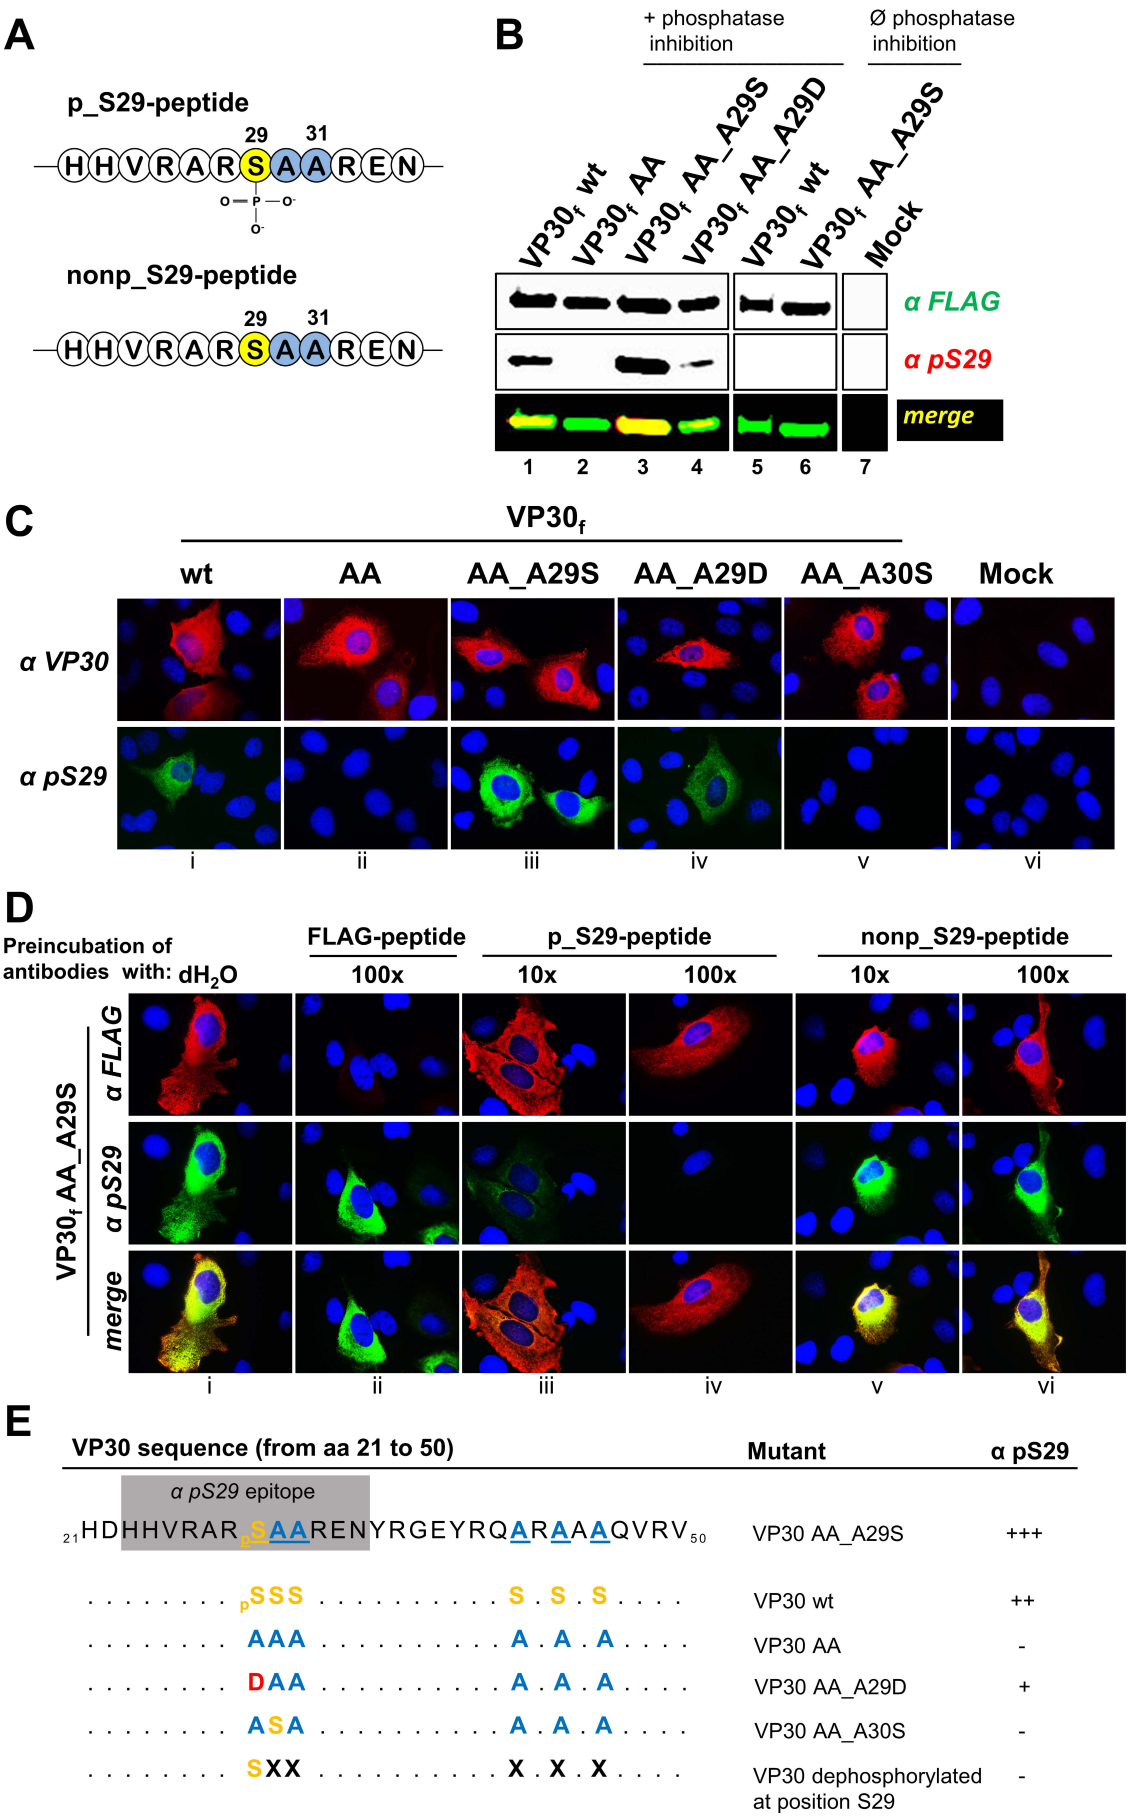 A
p_S29-peptide
29 31
H H V R A R S A A R E N
O = P — O-
O-
nonp_S29-peptide
29 31
H H V R A R S A A R E N
B
+ phosphatase inhibition
Ø phosphatase inhibition
VP30f wt
VP30f AA
VP30f AA_A29S
VP30f AA_A29D
VP30f wt
VP30f AA_A29S
Mock
α FLAG
α pS29
merge
1 2 3 4 5 6 7
C
VP30f
wt AA AA_A29S AA_A29D AA_A30S Mock
α VP30
α pS29
i ii iii iv v vi
D
Preincubation of antibodies with:
dH2O
FLAG-peptide p_S29-peptide nonp_S29-peptide
100x 10x 100x 10x 100x
VP30f AA_A29S
α FLAG
α pS29
merge
i ii iii iv v vi
E
VP30 sequence (from aa 21 to 50) Mutant α pS29
α pS29 epitope
21HDHHVRARpSAARENYRGEYRQARAAAQVRV50 VP30 AA_A29S +++
. . . . . . . . pSSS . . . . . . . . . . S . S . S . . . . VP30 wt ++
. . . . . . . . AAA . . . . . . . . . . A . A . A . . . . VP30 AA -
. . . . . . . . DAA . . . . . . . . . . A . A . A . . . . VP30 AA_A29D +
. . . . . . . . ASA . . . . . . . . . . A . A . A . . . . VP30 AA_A30S -
. . . . . . . . SXX . . . . . . . . . . X . X . X . . . . VP30 dephosphorylated at position S29 -